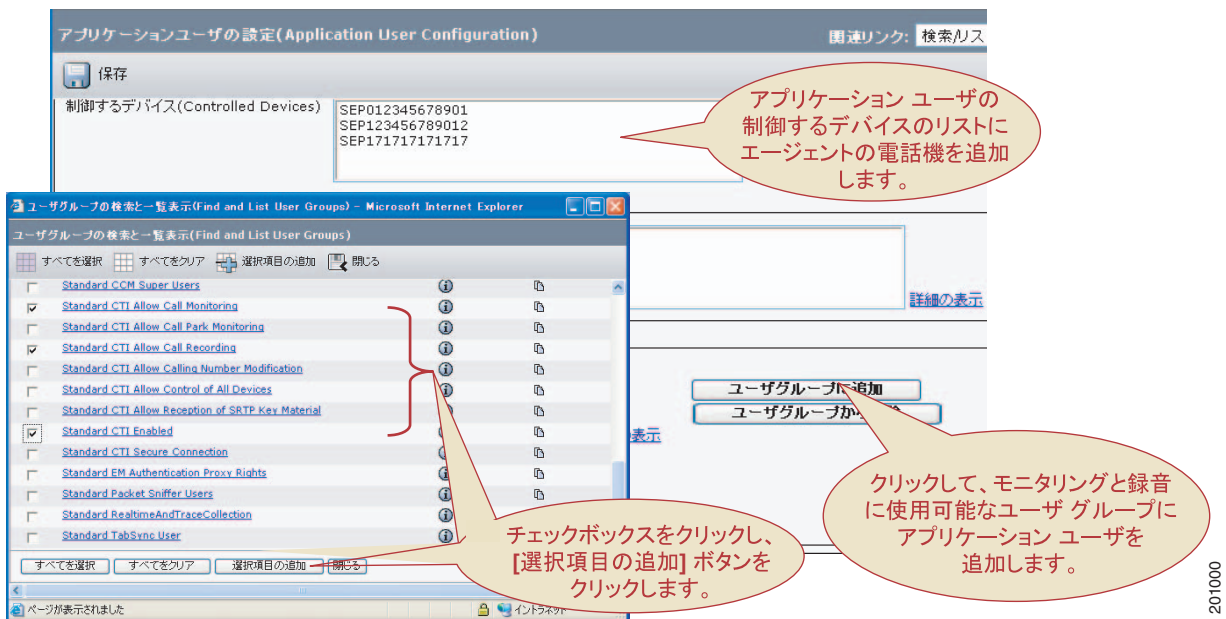 アプリケーションユーザの設定(Application User Configuration)
関連リンク: 検索/リス
保存
制御するデバイス(Controlled Devices)
SEP012345678901
SEP123456789012
SEP171717171717
アプリケーション ユーザの
制御するデバイスのリストに
エージェントの電話機を追加
します。
ユーザグループの検索と一覧表示(Find and List User Groups) - Microsoft Internet Explorer
ユーザグループの検索と一覧表示(Find and List User Groups)
すべてを選択 すべてをクリア 選択項目の追加 閉じる
Standard CCM Super Users
Standard CTI Allow Call Monitoring
Standard CTI Allow Call Park Monitoring
Standard CTI Allow Call Recording
Standard CTI Allow Calling Number Modification
Standard CTI Allow Control of All Devices
Standard CTI Allow Reception of SRTP Key Material
Standard CTI Enabled
Standard CTI Secure Connection
Standard EM Authentication Proxy Rights
Standard Packet Sniffer Users
Standard RealtimeAndTraceCollection
Standard TabSync User
すべてを選択 すべてをクリア 選択項目の追加 閉じる
ページが表示されました
イントラネット
詳細の表示
ユーザグループに追加
ユーザグループか
の表示
チェックボックスをクリックし、
[選択項目の追加] ボタンを
クリックします。
クリックして、モニタリングと録音
に使用可能なユーザ グループに
アプリケーション ユーザを
追加します。
201000